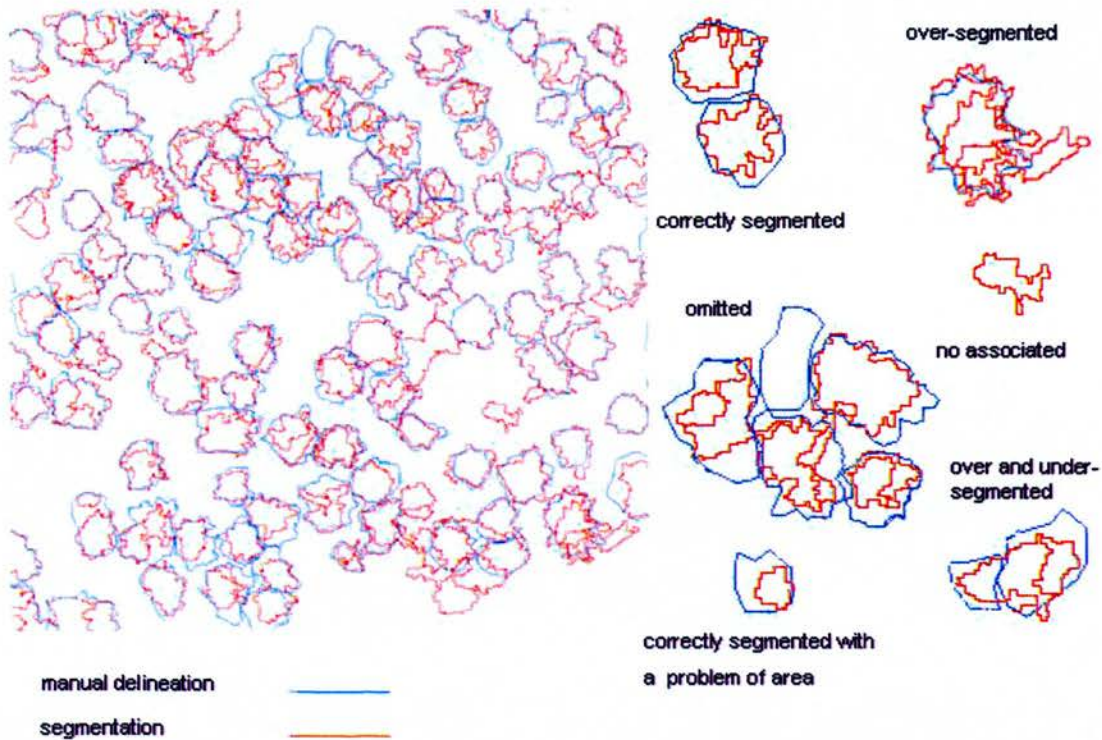 over-segmented
correctly segmented
omitted
no associated
over and under-
segmented
correctly segmented with
a problem of area
manual delineation
segmentation